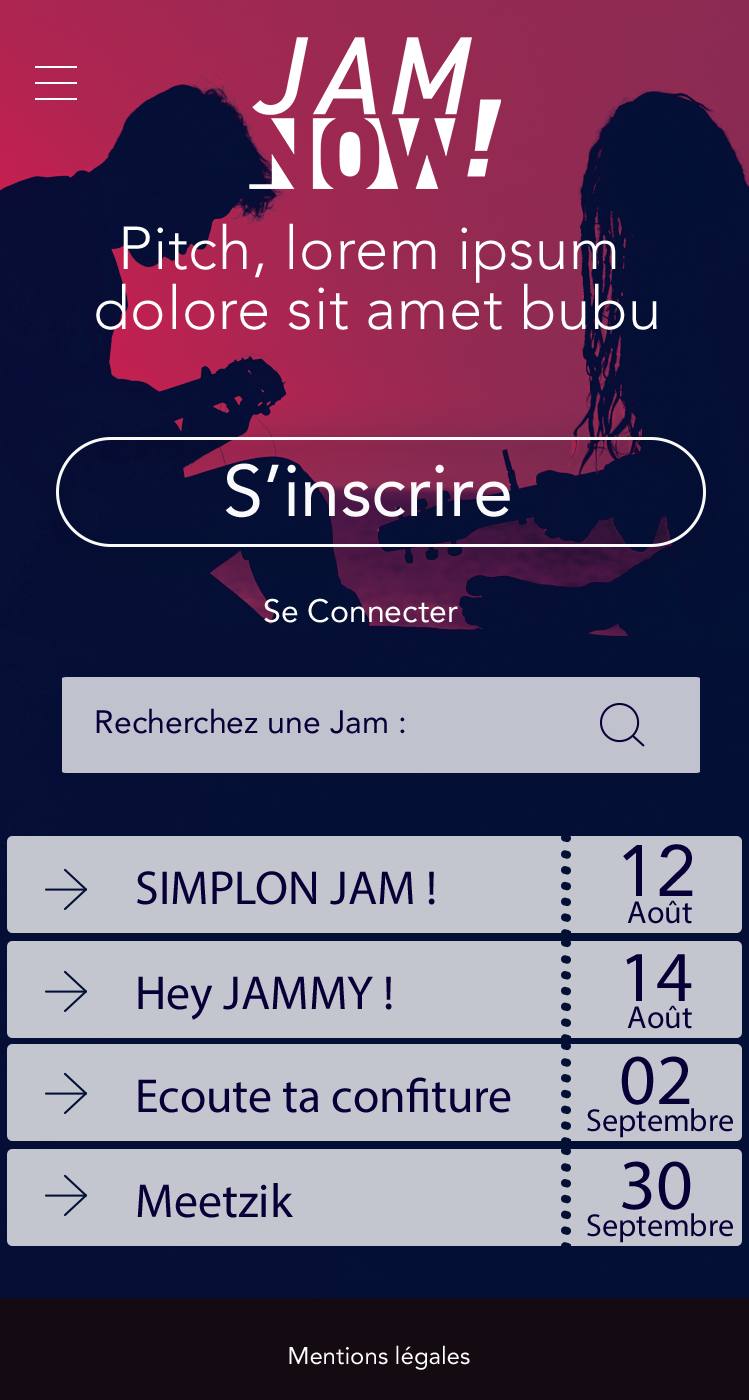 JAM
NOW!
Pitch, lorem ipsum
dolore sit amet bubu
S’inscrire
Se Connecter
Recherchez une Jam :
SIMPLON JAM !
12
Août
Hey JAMMY !
14
Août
Ecoute ta confiture
02
Septembre
Meetzik
30
Septembre
Mentions légales